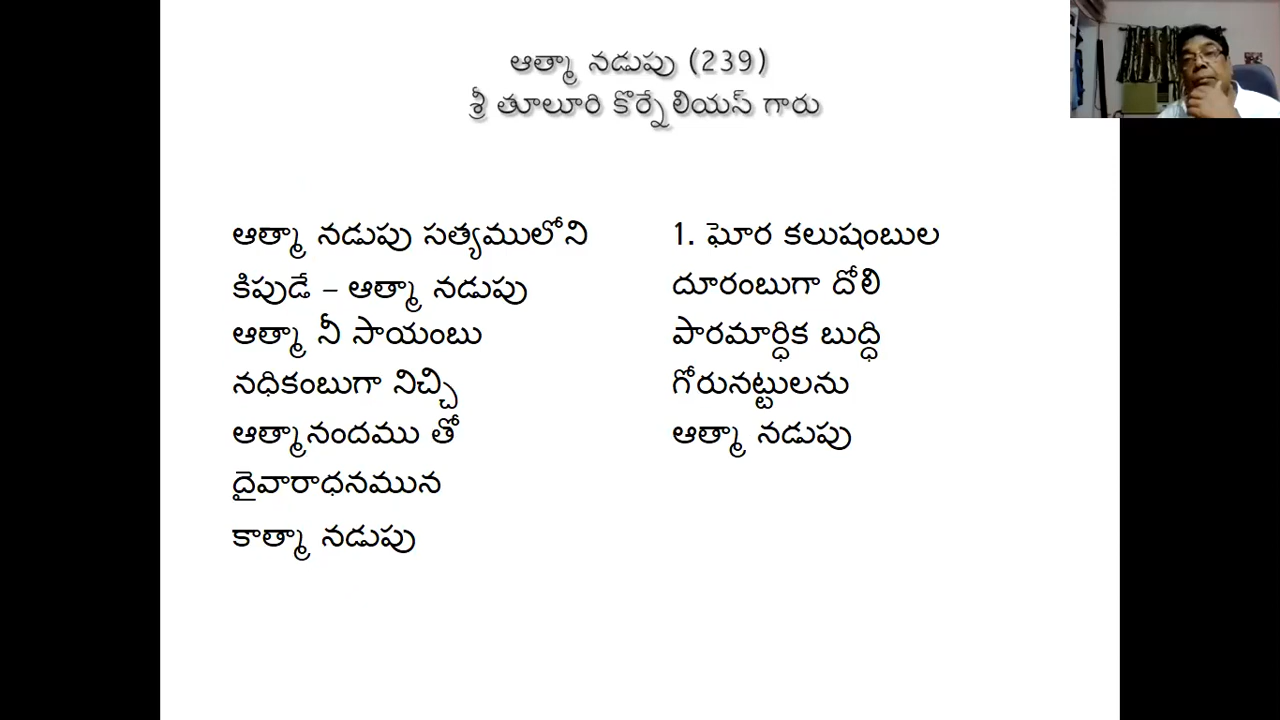 ఆత్మా నడుపు (239)
శ్రీ తూలూరి కొర్నేలియస్ గారు
ఆత్మా నడుపు సత్యములోని
కిపుడే – ఆత్మా నడుపు
ఆత్మా నీ సాయంబు
నధికంబుగా నిచ్చి
ఆత్మానందము తో
దైవారాధనమున
కాత్మా నడుపు
1. ఘోర కలుషంబుల
దూరంబుగా దోలి
పారమార్ధిక బుద్ధి
గోరునట్టులను
ఆత్మా నడుపు